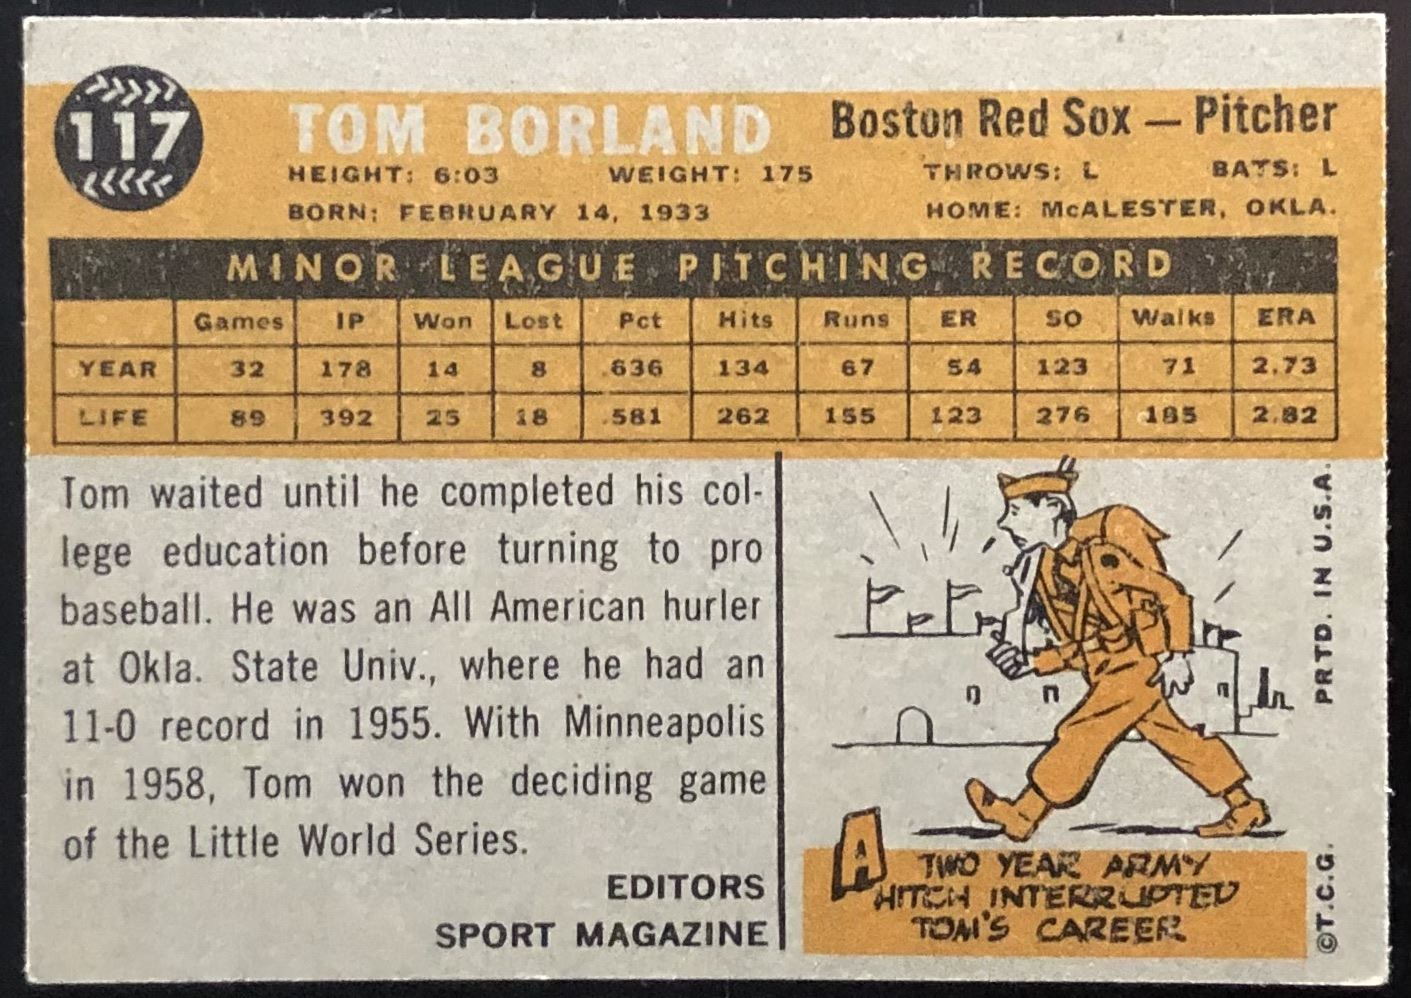 117
TOM BORLAND
Boston Red Sox — Pitcher
HEIGHT: 6:03 WEIGHT: 175 THROWS: L BATS: L
BORN: FEBRUARY 14, 1933 HOME: McALESTER, OKLA.
MINOR LEAGUE PITCHING RECORD
Games IP Won Lost Pct Hits Runs ER SO Walks ERA
YEAR 32 178 14 8 .636 134 67 54 123 71 2.73
LIFE 89 392 25 18 .581 262 155 123 276 185 2.82
Tom waited until he completed his col-
lege education before turning to pro
baseball. He was an All American hurler
at Okla. State Univ., where he had an
11-0 record in 1955. With Minneapolis
in 1958, Tom won the deciding game
of the Little World Series.
EDITORS
SPORT MAGAZINE
A TWO YEAR ARMY
HITCH INTERRUPTED
TOM'S CAREER
©T.C.G. PRTD. IN U.S.A.